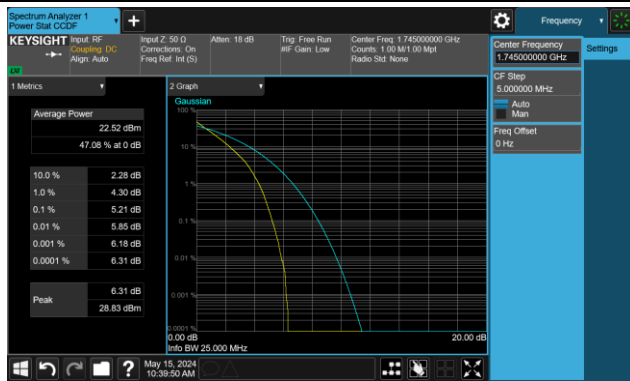 Spectrum Analyzer 1
Power Stat CCDF
Frequency
KEYSIGHT
Input: RF
Coupling: DC
Align: Auto
Input Z: 50 Ω
Corrections: On
Freq Ref: Int (S)
Atten: 18 dB
Trig: Free Run
#IF Gain: Low
Center Freq: 1.745000000 GHz
Counts: 1.00 M/1.00 Mpt
Radio Std: None
Center Frequency
1.745000000 GHz
Settings
CF Step
5.000000 MHz
Auto
Man
Freq Offset
0 Hz
1 Metrics
Average Power
22.52 dBm
47.08 % at 0 dB
10.0 % 2.28 dB
1.0 % 4.30 dB
0.1 % 5.21 dB
0.01 % 5.85 dB
0.001 % 6.18 dB
0.0001 % 6.31 dB
Peak
6.31 dB
28.83 dBm
2 Graph
Gaussian
100 %
10 %
1 %
0.1 %
0.01 %
0.001 %
0.0001 %
0.00 dB
20.00 dB
Info BW 25.000 MHz
?
May 15, 2024
10:39:50 AM